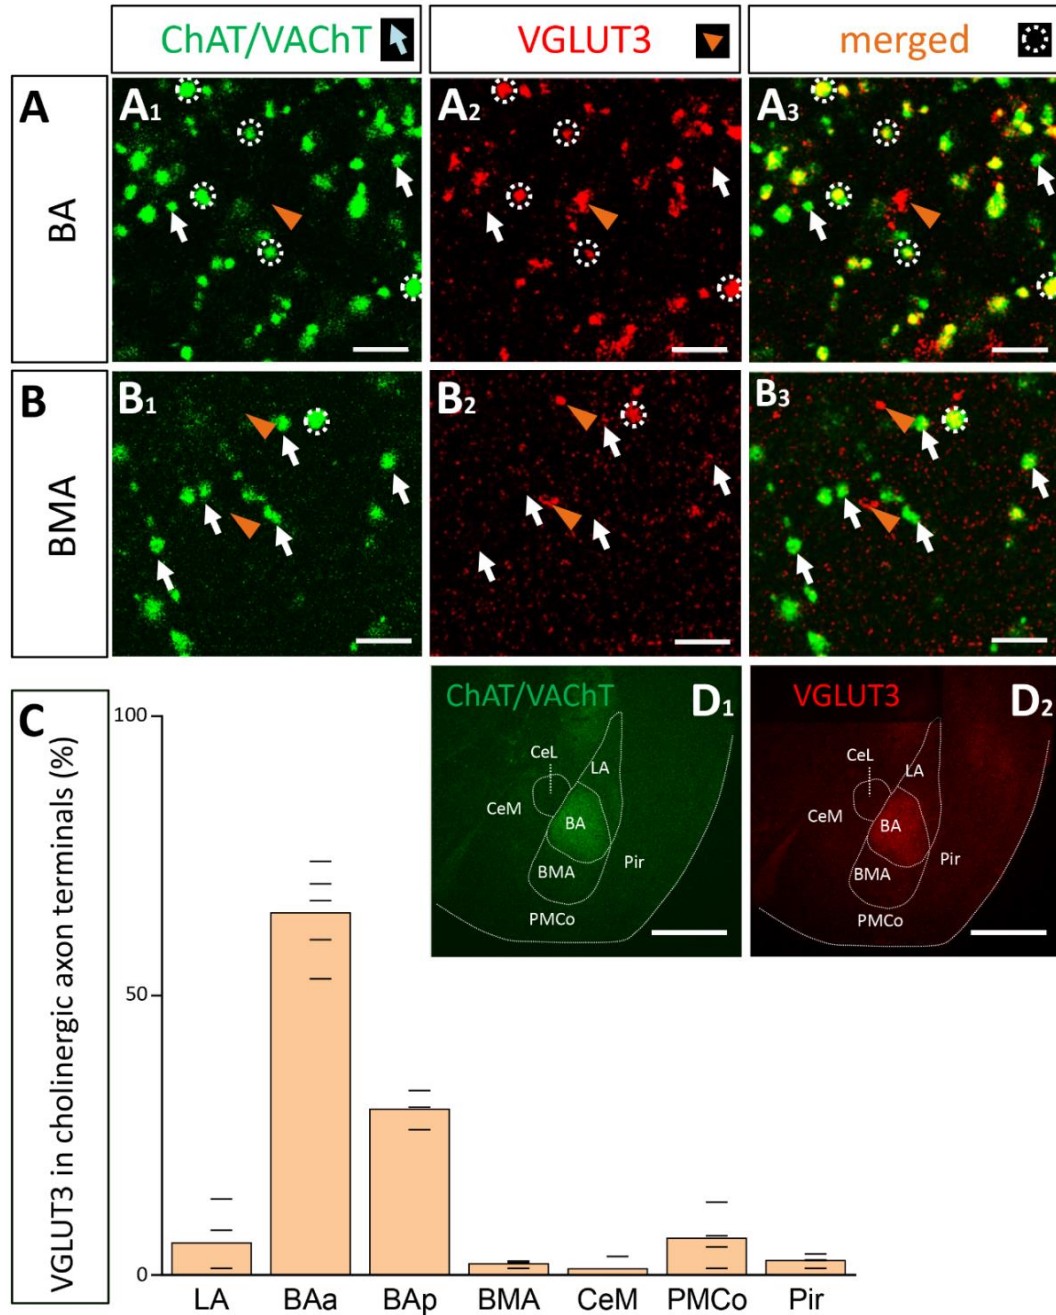 ChAT/VAChT
VGLUT3
merged
A
BA
A1
A2
A3
B
BMA
B1
B2
B3
C
VGLUT3 in cholinergic axon terminals (%)
100
50
0
LA BAa BAp BMA CeM PMCo Pir
ChAT/VAChT D1
CeL
LA
CeM
BA
BMA
Pir
PMCo
VGLUT3 D2
CeL
LA
CeM
BA
BMA
Pir
PMCo